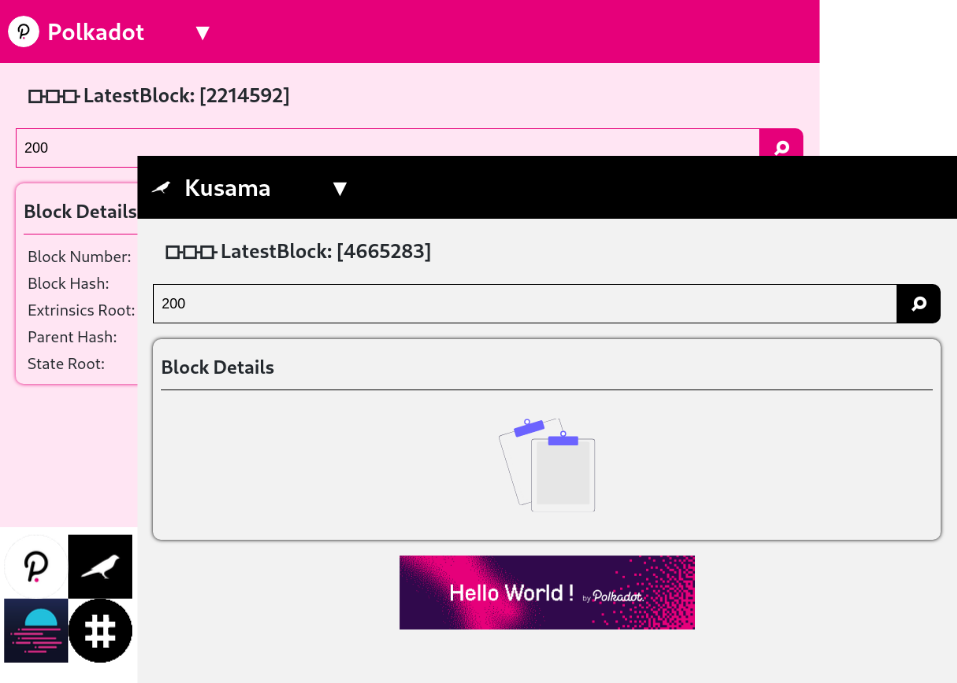 Polkadot ▼
LatestBlock: [2214592]
200
Block Details
Block Number:
Block Hash:
Extrinsics Root:
Parent Hash:
State Root:
Kusama ▼
LatestBlock: [4665283]
200
Block Details
Hello World ! by Polkadot.